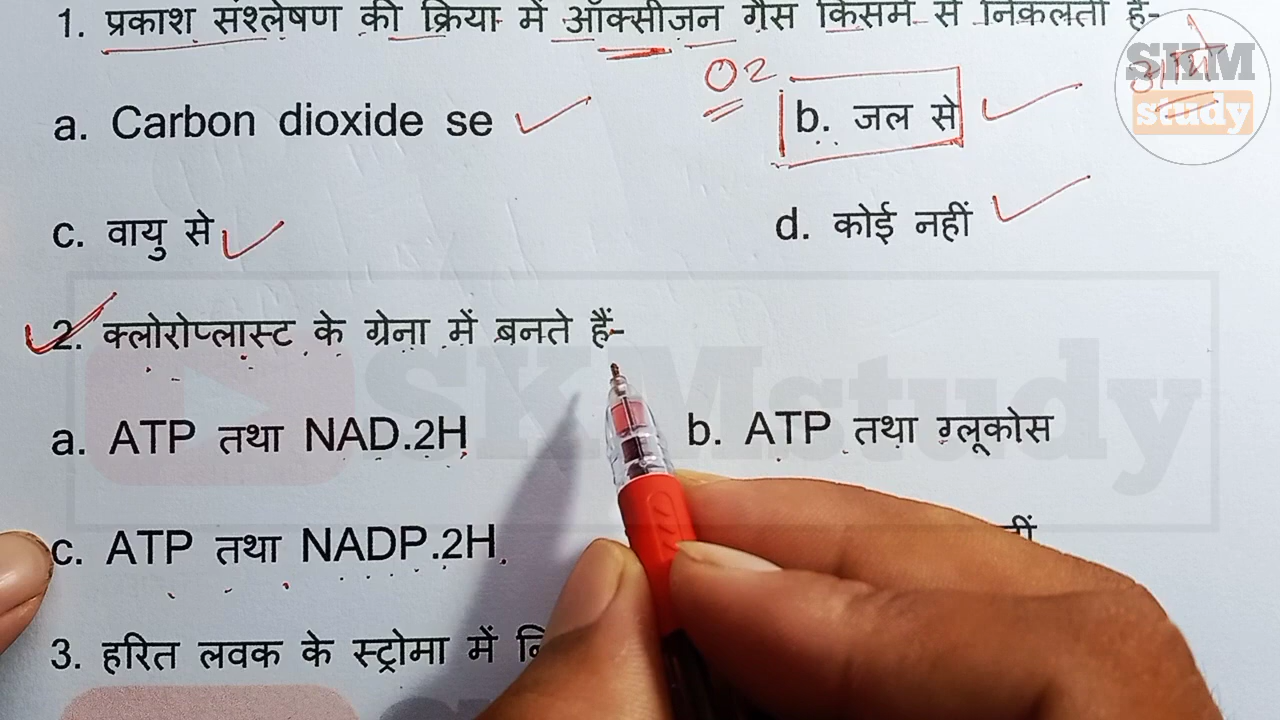 1. प्रकाश संश्लेषण की क्रिया में ऑक्सीजन गैस किसमें से निकलती है-
O2
a. Carbon dioxide se b. जल से
c. वायु से d. कोई नहीं
2. क्लोरोप्लास्ट के ग्रेना में बनते हैं-
a. ATP तथा NAD.2H b. ATP तथा ग्लूकोस
c. ATP तथा NADP.2H
3. हरित लवक के स्ट्रोमा में
SKMstudy
SKM
study